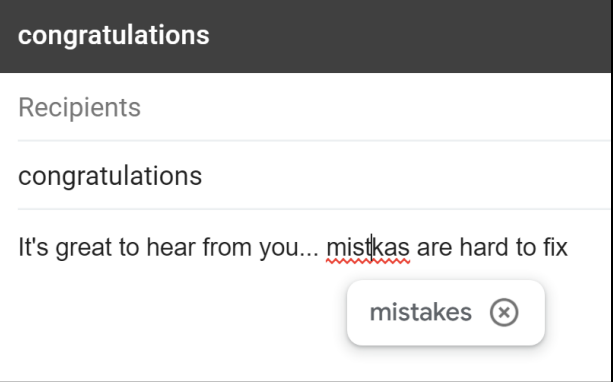 congratulations
Recipients
congratulations
It's great to hear from you... mistkas are hard to fix
mistakes